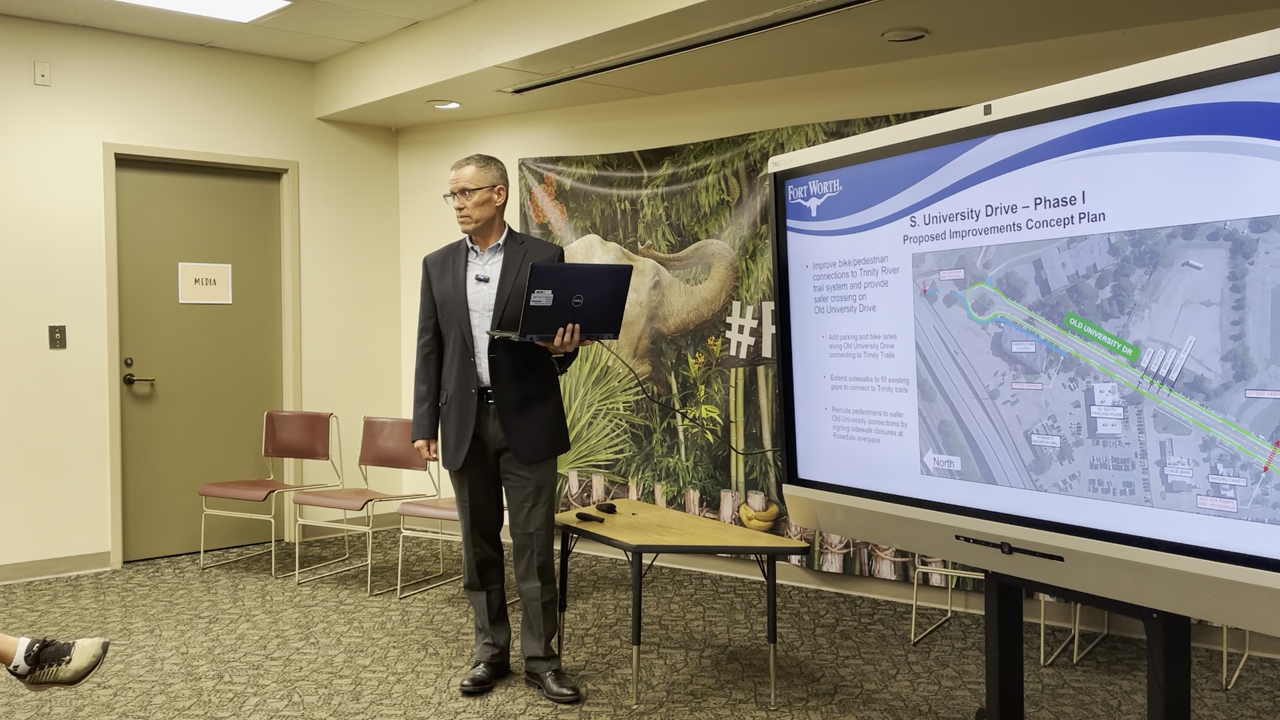 MEDIA
DELL
#F
FORT WORTH®
S. University Drive – Phase I
Proposed Improvements Concept Plan
• Improve bike/pedestrian
connections to Trinity River
trail system and provide
safer crossing on
Old University Drive
• Add parking and bike lanes
along Old University Drive
connecting to Trinity Trails
• Extend sidewalks to fill existing
gaps to connect to Trinity trails
• Reroute pedestrians to safer
Old University connections by
signing sidewalk closures at
Rosedale overpass
OLD UNIVERSITY DR
North